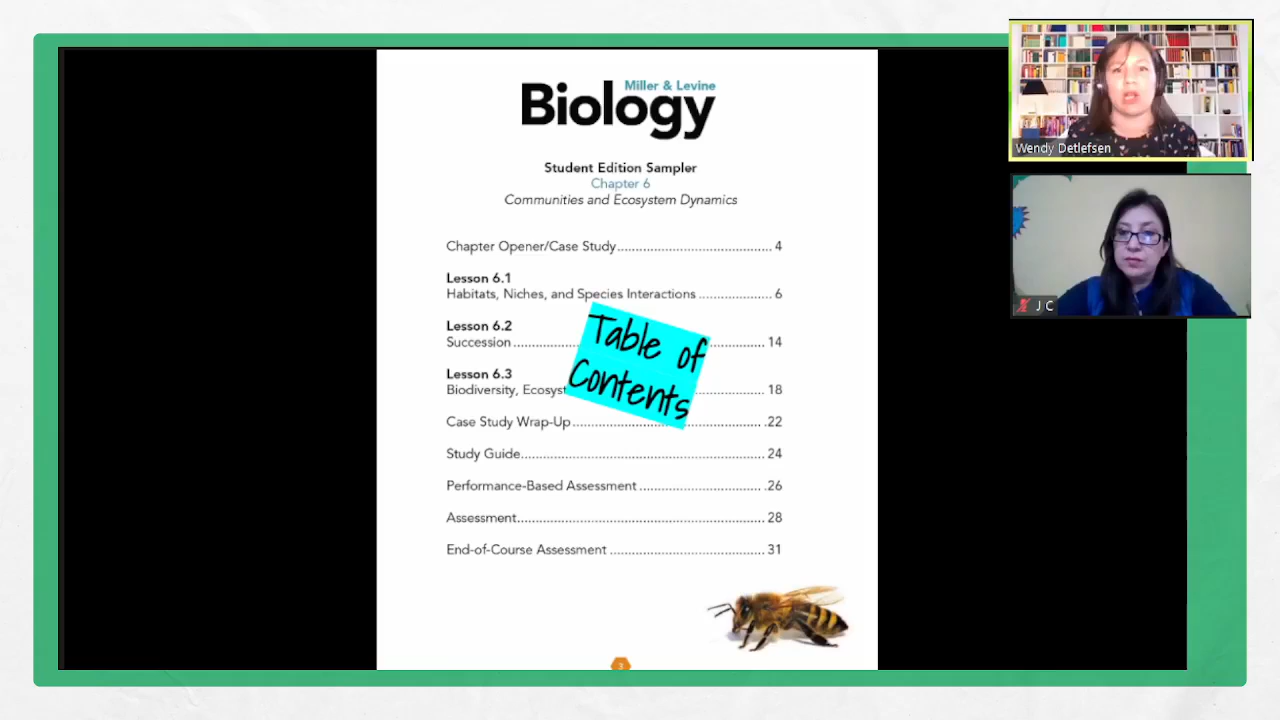 Miller & Levine
Biology
Student Edition Sampler
Chapter 6
Communities and Ecosystem Dynamics
Chapter Opener/Case Study.......................................... 4
Lesson 6.1
Habitats, Niches, and Species Interactions .................... 6
Lesson 6.2
Succession .................. ............... 14
Lesson 6.3
Biodiversity, ................... 18
Table of
Contents
Case Study Wrap-Up................................................... 22
Study Guide.................................................................. 24
Performance-Based Assessment ................................. 26
Assessment................................................................... 28
End-of-Course Assessment .......................................... 31
3
Wendy Detlefsen
J C